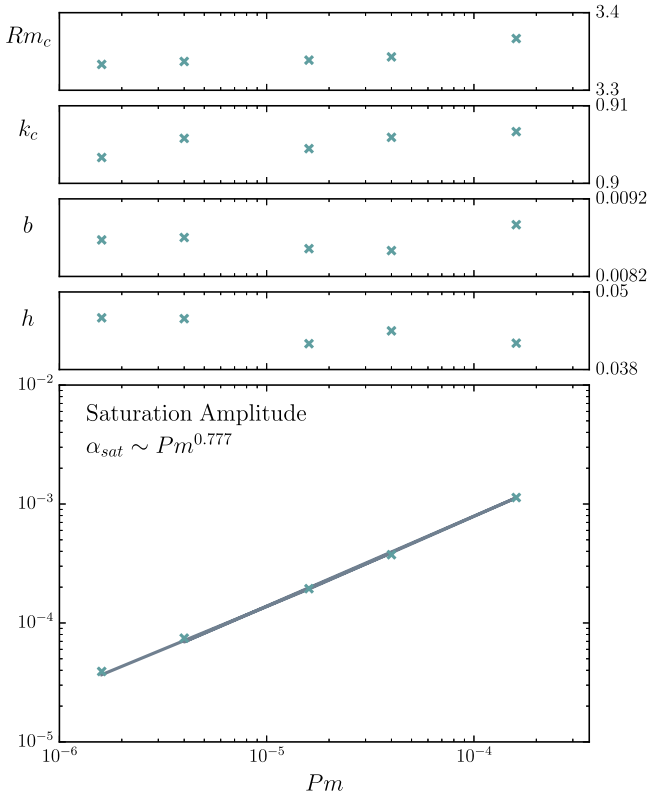 Rm_c
3.4
3.3
k_c
0.91
0.9
b
0.0092
0.0082
h
0.05
0.038
10^{-2}
Saturation Amplitude
α_{sat} ∼ Pm^{0.777}
10^{-3}
10^{-4}
10^{-5}
10^{-6} 10^{-5} 10^{-4}
Pm